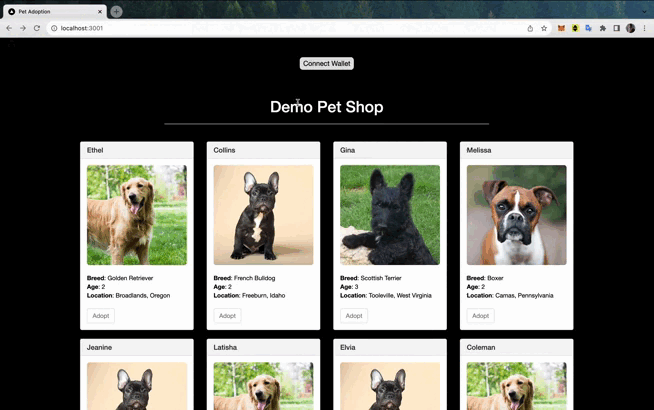 Pet Adoption
localhost:3001
Connect Wallet
Demo Pet Shop
Ethel
Breed: Golden Retriever
Age: 2
Location: Broadlands, Oregon
Adopt
Collins
Breed: French Bulldog
Age: 2
Location: Freeburn, Idaho
Adopt
Gina
Breed: Scottish Terrier
Age: 3
Location: Tooleville, West Virginia
Adopt
Melissa
Breed: Boxer
Age: 2
Location: Camas, Pennsylvania
Adopt
Jeanine
Latisha
Elvia
Coleman